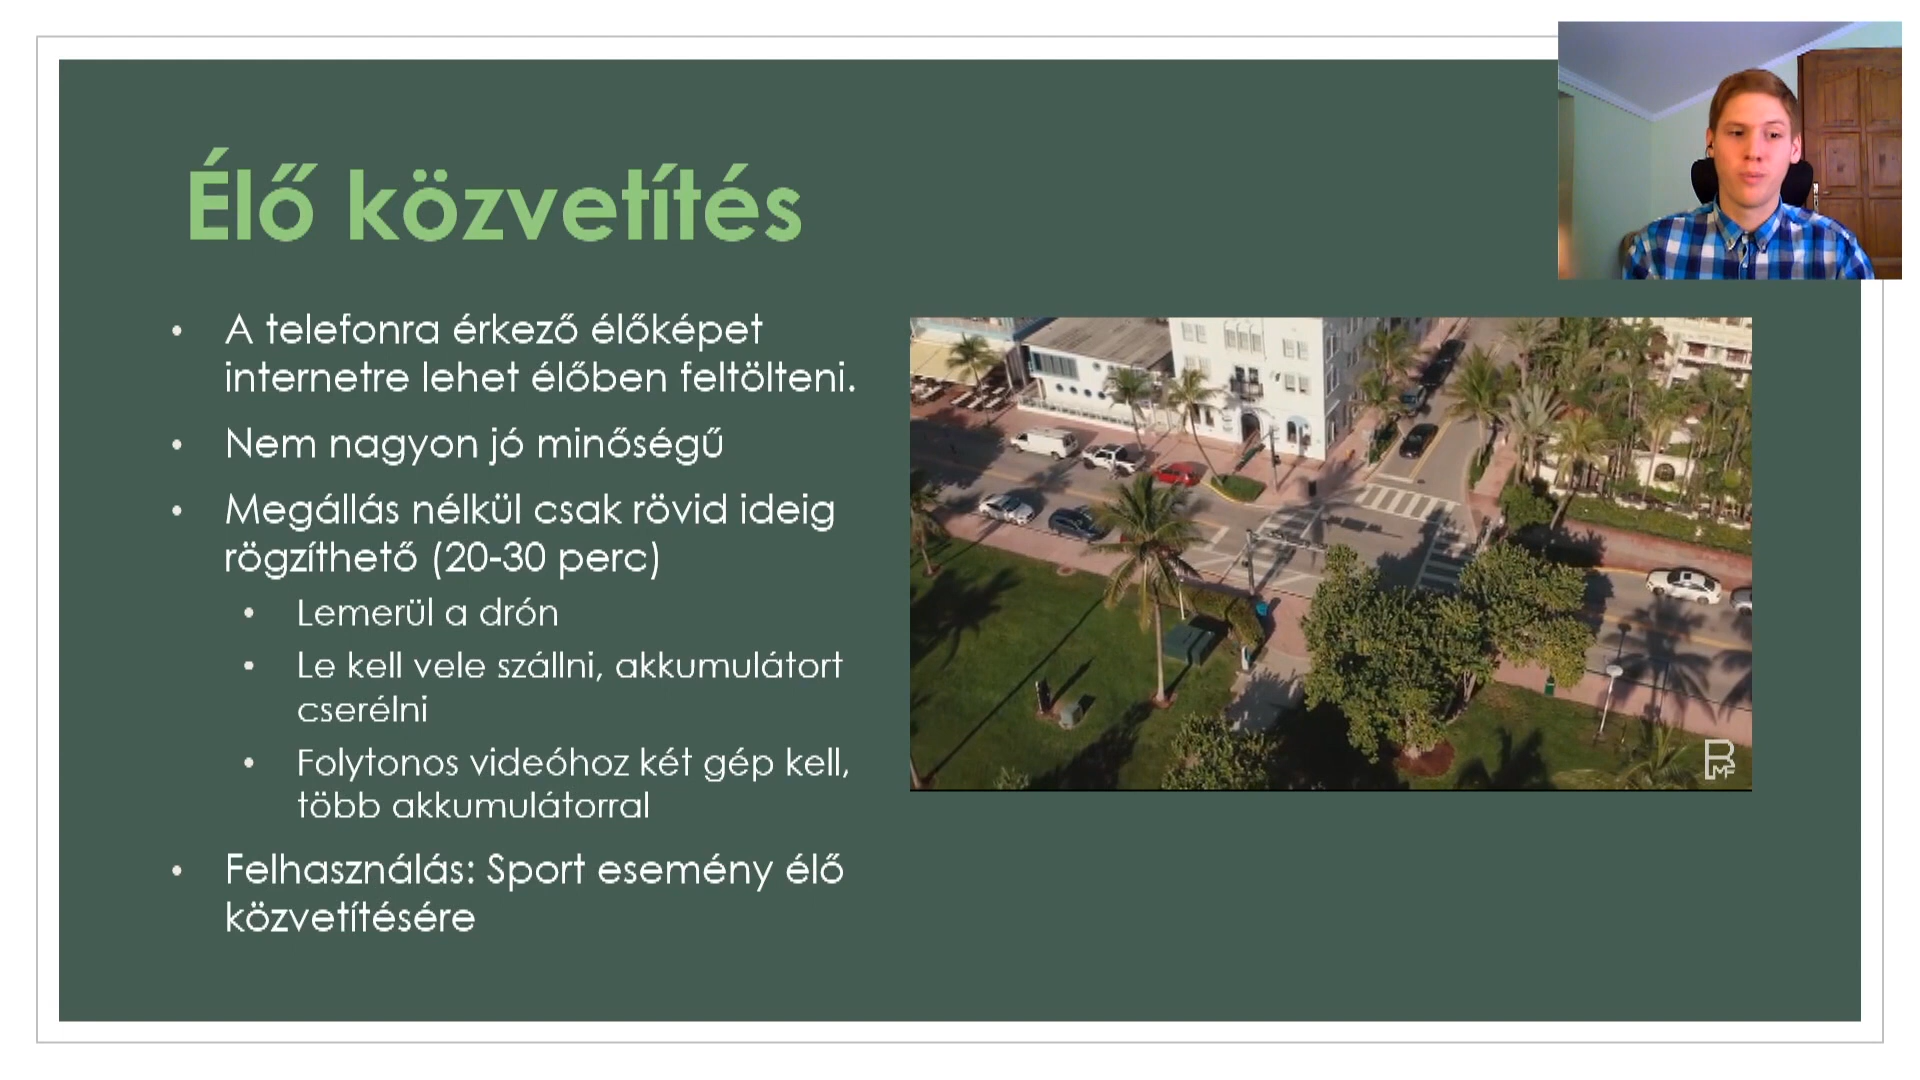 Élő közvetítés
• A telefonra érkező élőképet
internetre lehet élőben feltölteni.
• Nem nagyon jó minőségű
• Megállás nélkül csak rövid ideig
rögzíthető (20-30 perc)
• Lemerül a drón
• Le kell vele szállni, akkumulátort
cserélni
• Folytonos videóhoz két gép kell,
több akkumulátorral
• Felhasználás: Sport esemény élő
közvetítésére